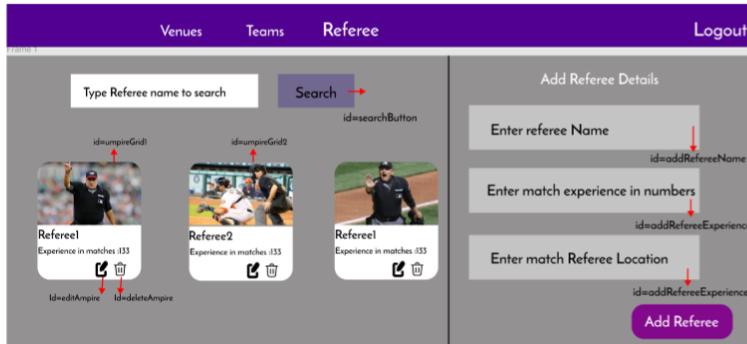 Venues Teams Referee Logout
Frame 1
Type Referee name to search
Search
id=searchButton
id=umpireGrid1
id=umpireGrid2
Referee1
Experience in matches :133
Id=editAmpire Id=deleteAmpire
Referee2
Experience in matches :133
Referee1
Experience in matches :133
Add Referee Details
Enter referee Name
id=addRefereeName
Enter match experience in numbers
id=addRefereeExperience
Enter match Referee Location
id=addRefereeExperience
Add Referee